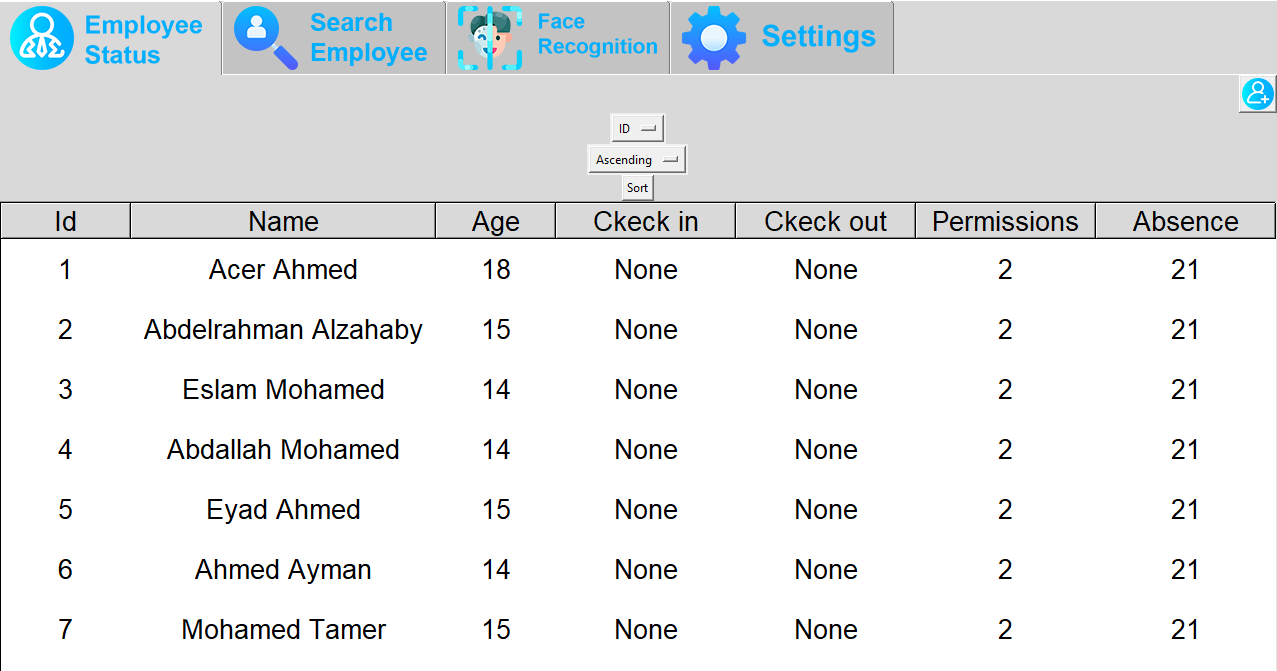 Employee
Status
Search
Employee
Face
Recognition
Settings
ID
Ascending
Sort
Id Name Age Ckeck in Ckeck out Permissions Absence
1 Acer Ahmed 18 None None 2 21
2 Abdelrahman Alzahaby 15 None None 2 21
3 Eslam Mohamed 14 None None 2 21
4 Abdallah Mohamed 14 None None 2 21
5 Eyad Ahmed 15 None None 2 21
6 Ahmed Ayman 14 None None 2 21
7 Mohamed Tamer 15 None None 2 21